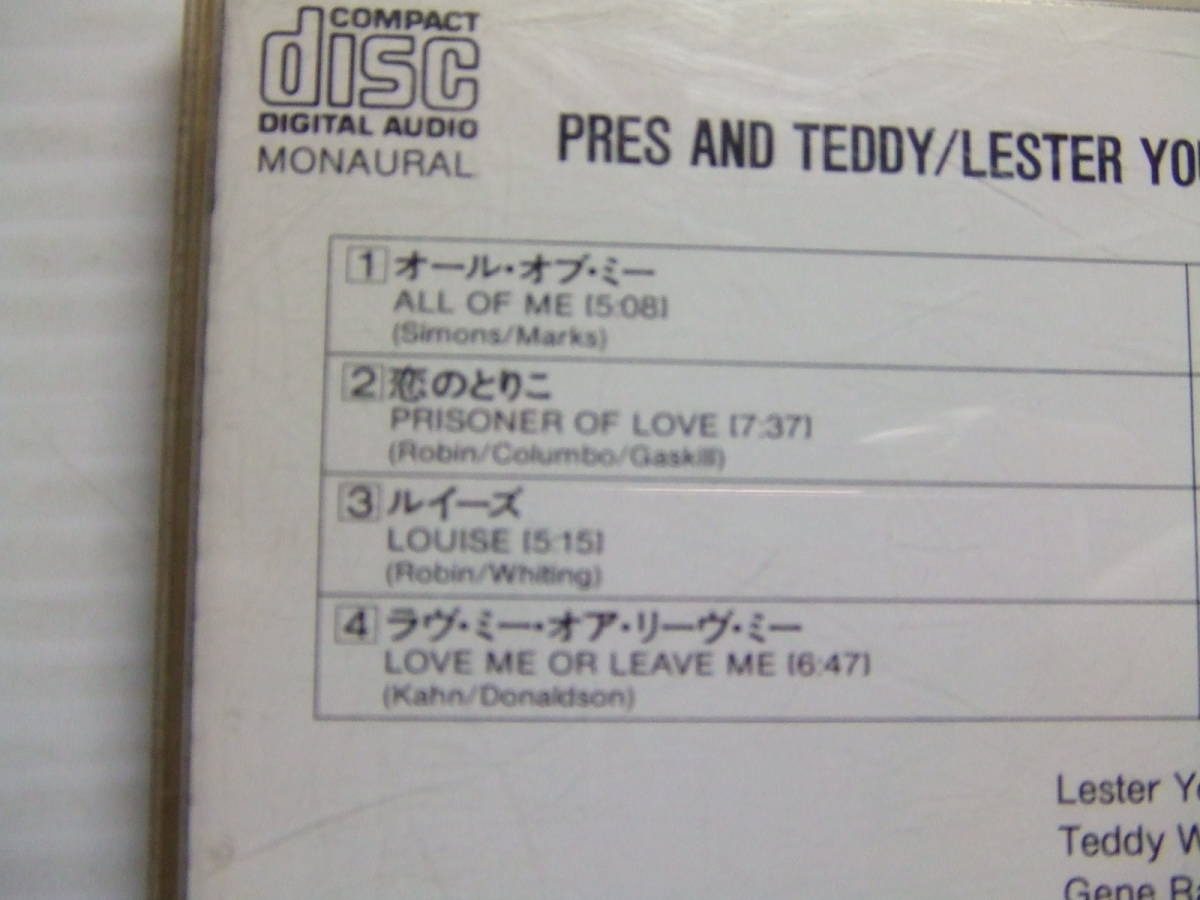 COMPACT
disc
DIGITAL AUDIO
MONAURAL
PRES AND TEDDY/LESTER YOU
1 オール・オブ・ミー
ALL OF ME [5:08]
(Simons/Marks)
2 恋のとりこ
PRISONER OF LOVE [7:37]
(Robin/Columbo/Gaskill)
3 ルイーズ
LOUISE [5:15]
(Robin/Whiting)
4 ラヴ・ミー・オア・リーヴ・ミー
LOVE ME OR LEAVE ME [6:47]
(Kahn/Donaldson)
Lester Yo
Teddy W
Gene Ra